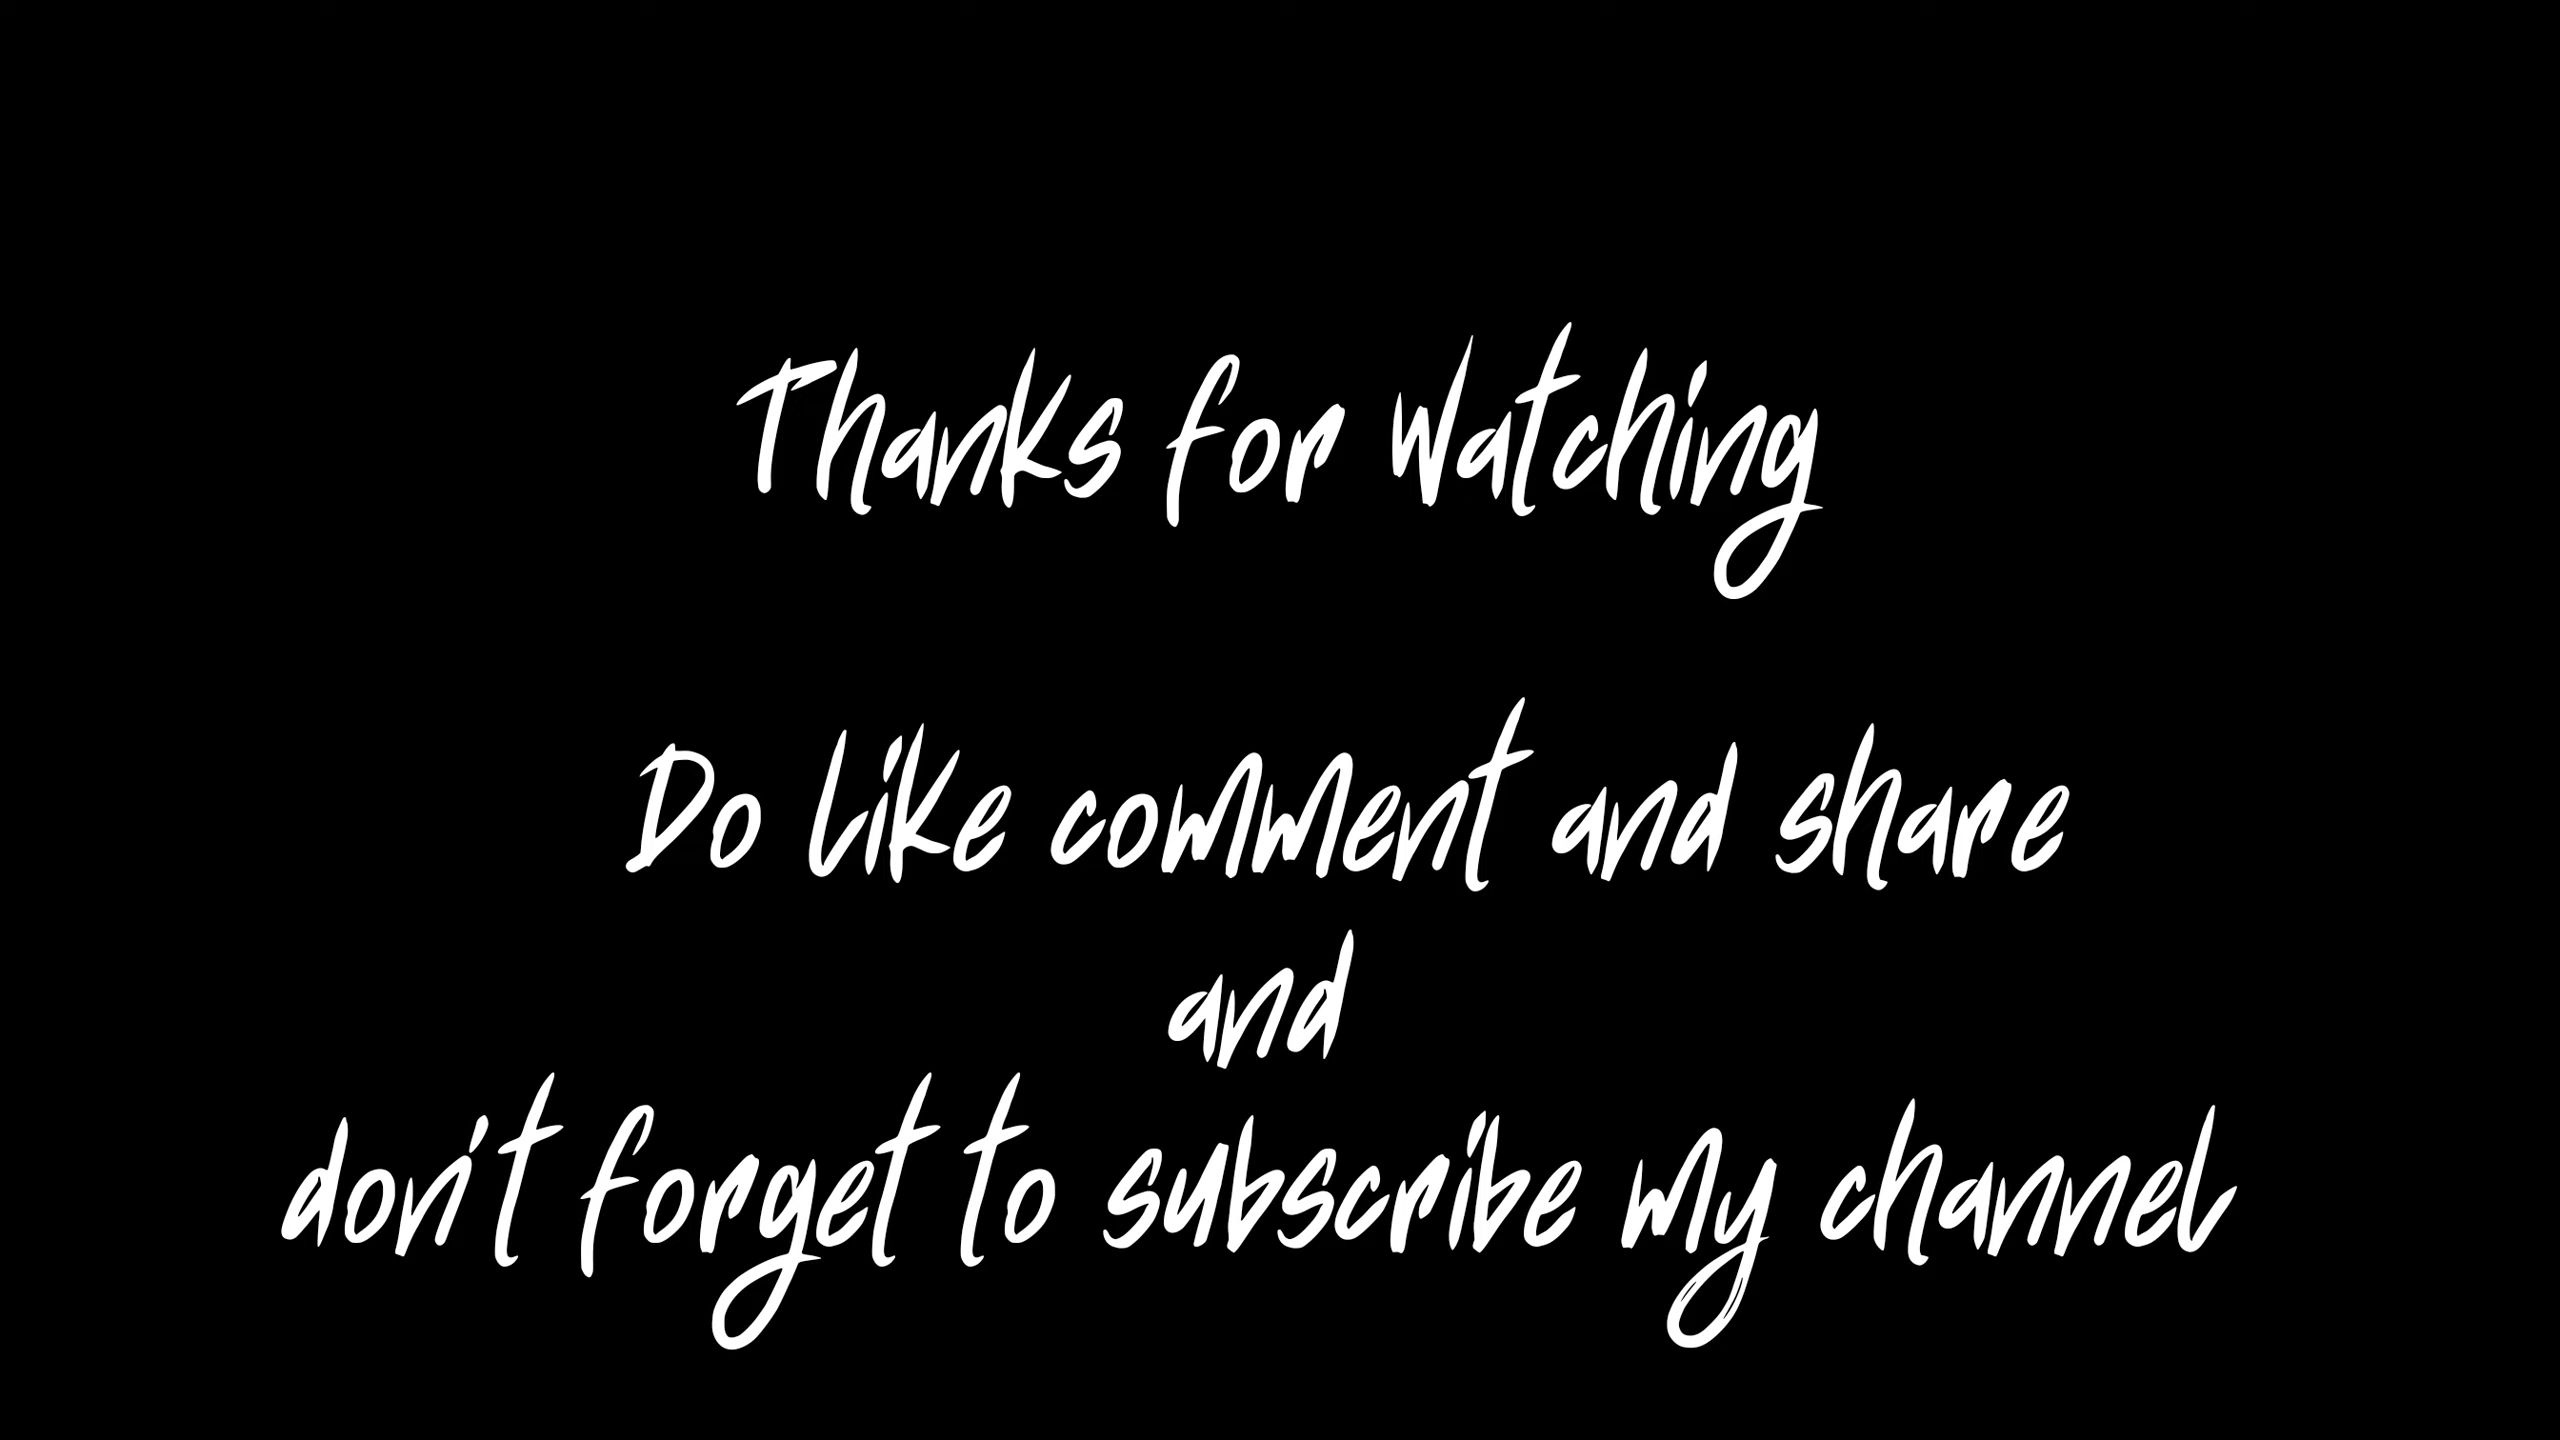 Thanks for Watching
Do like comment and share
and
don't forget to subscribe my channel